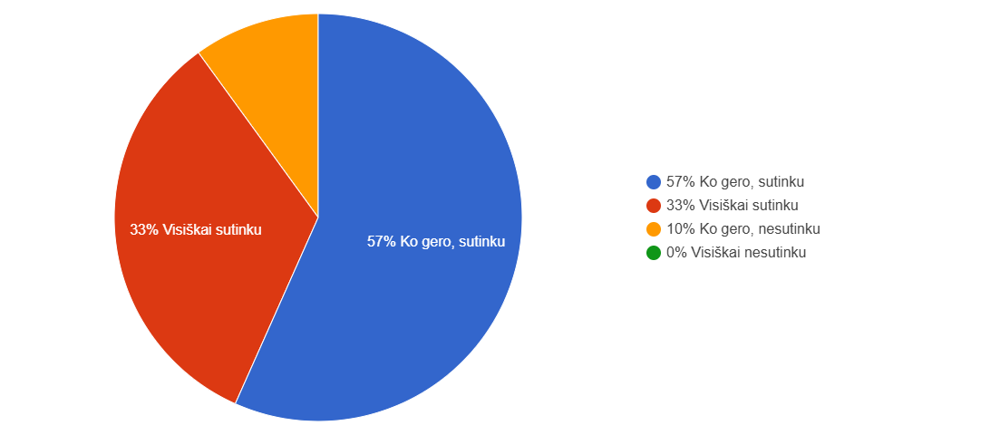 33% Visiškai sutinku
57% Ko gero, sutinku
57% Ko gero, sutinku
33% Visiškai sutinku
10% Ko gero, nesutinku
0% Visiškai nesutinku